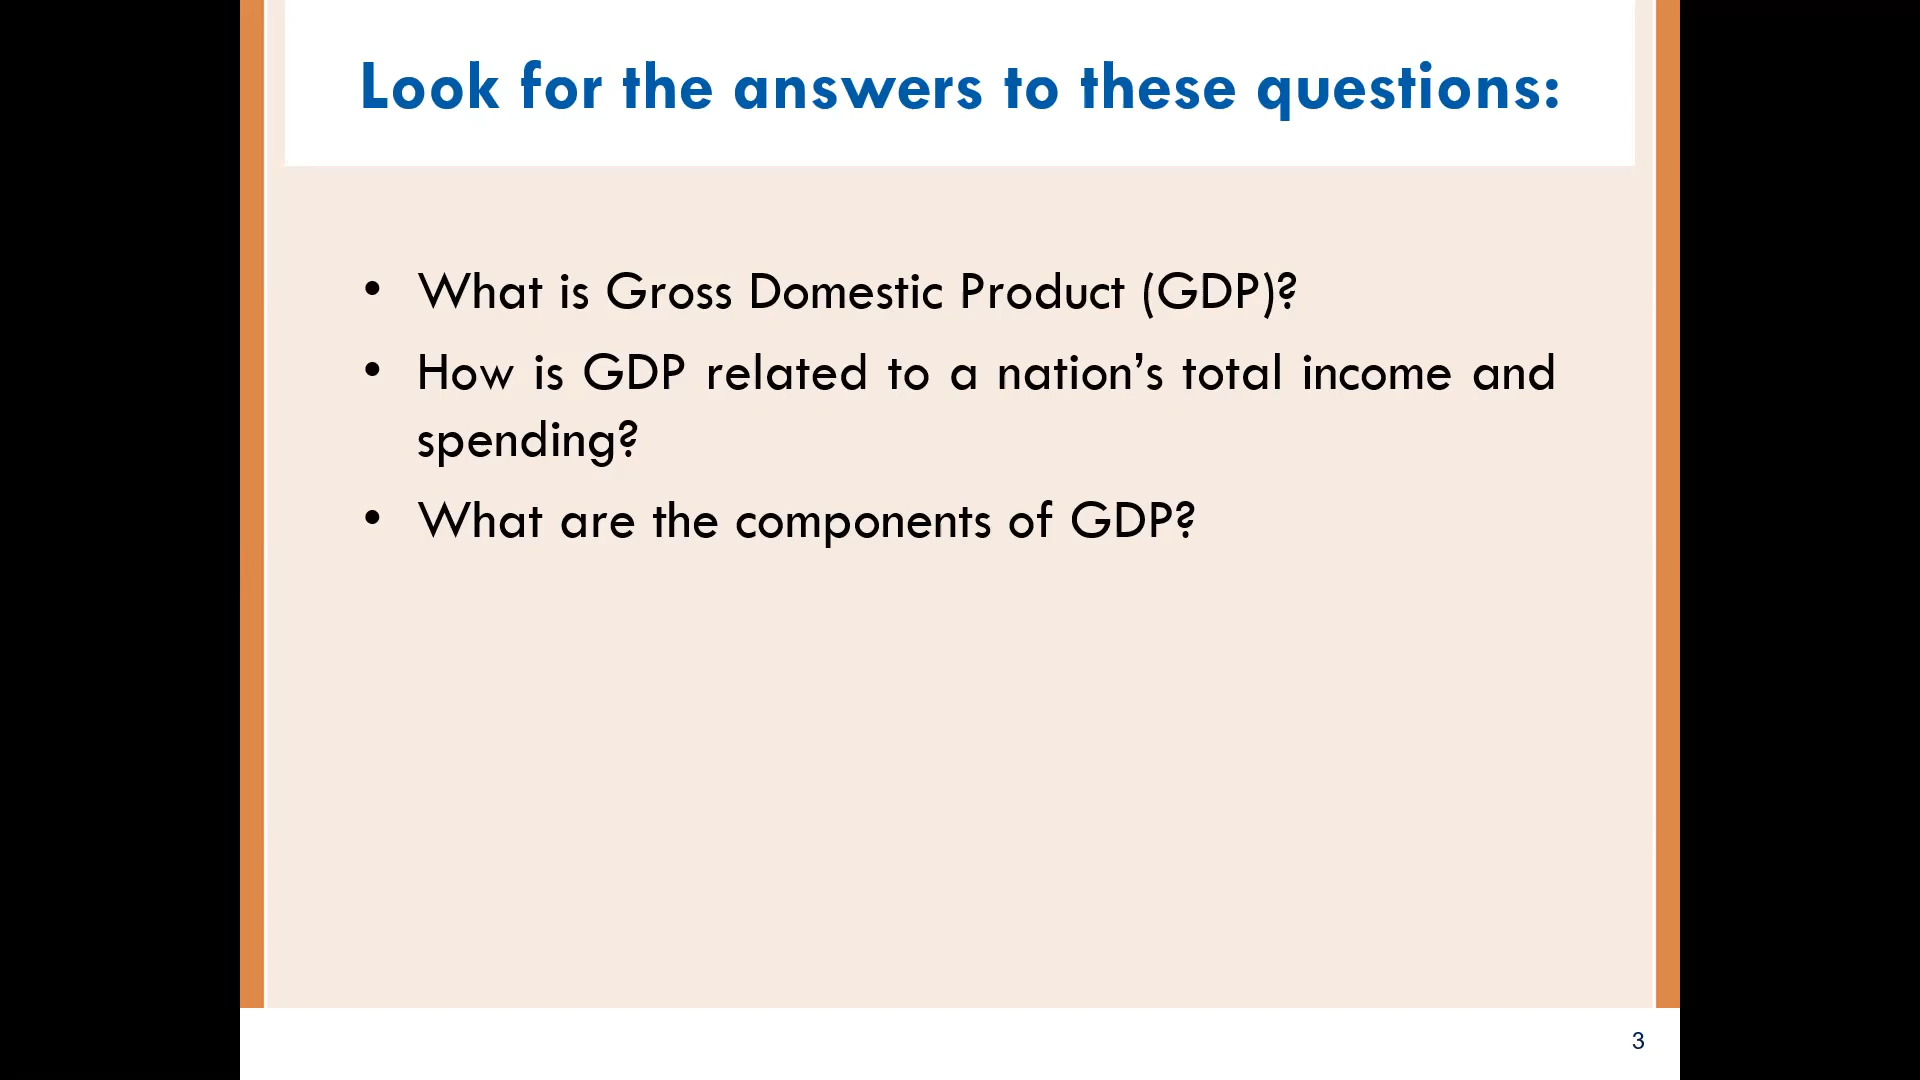 Look for the answers to these questions:
• What is Gross Domestic Product (GDP)?
• How is GDP related to a nation’s total income and
spending?
• What are the components of GDP?
3